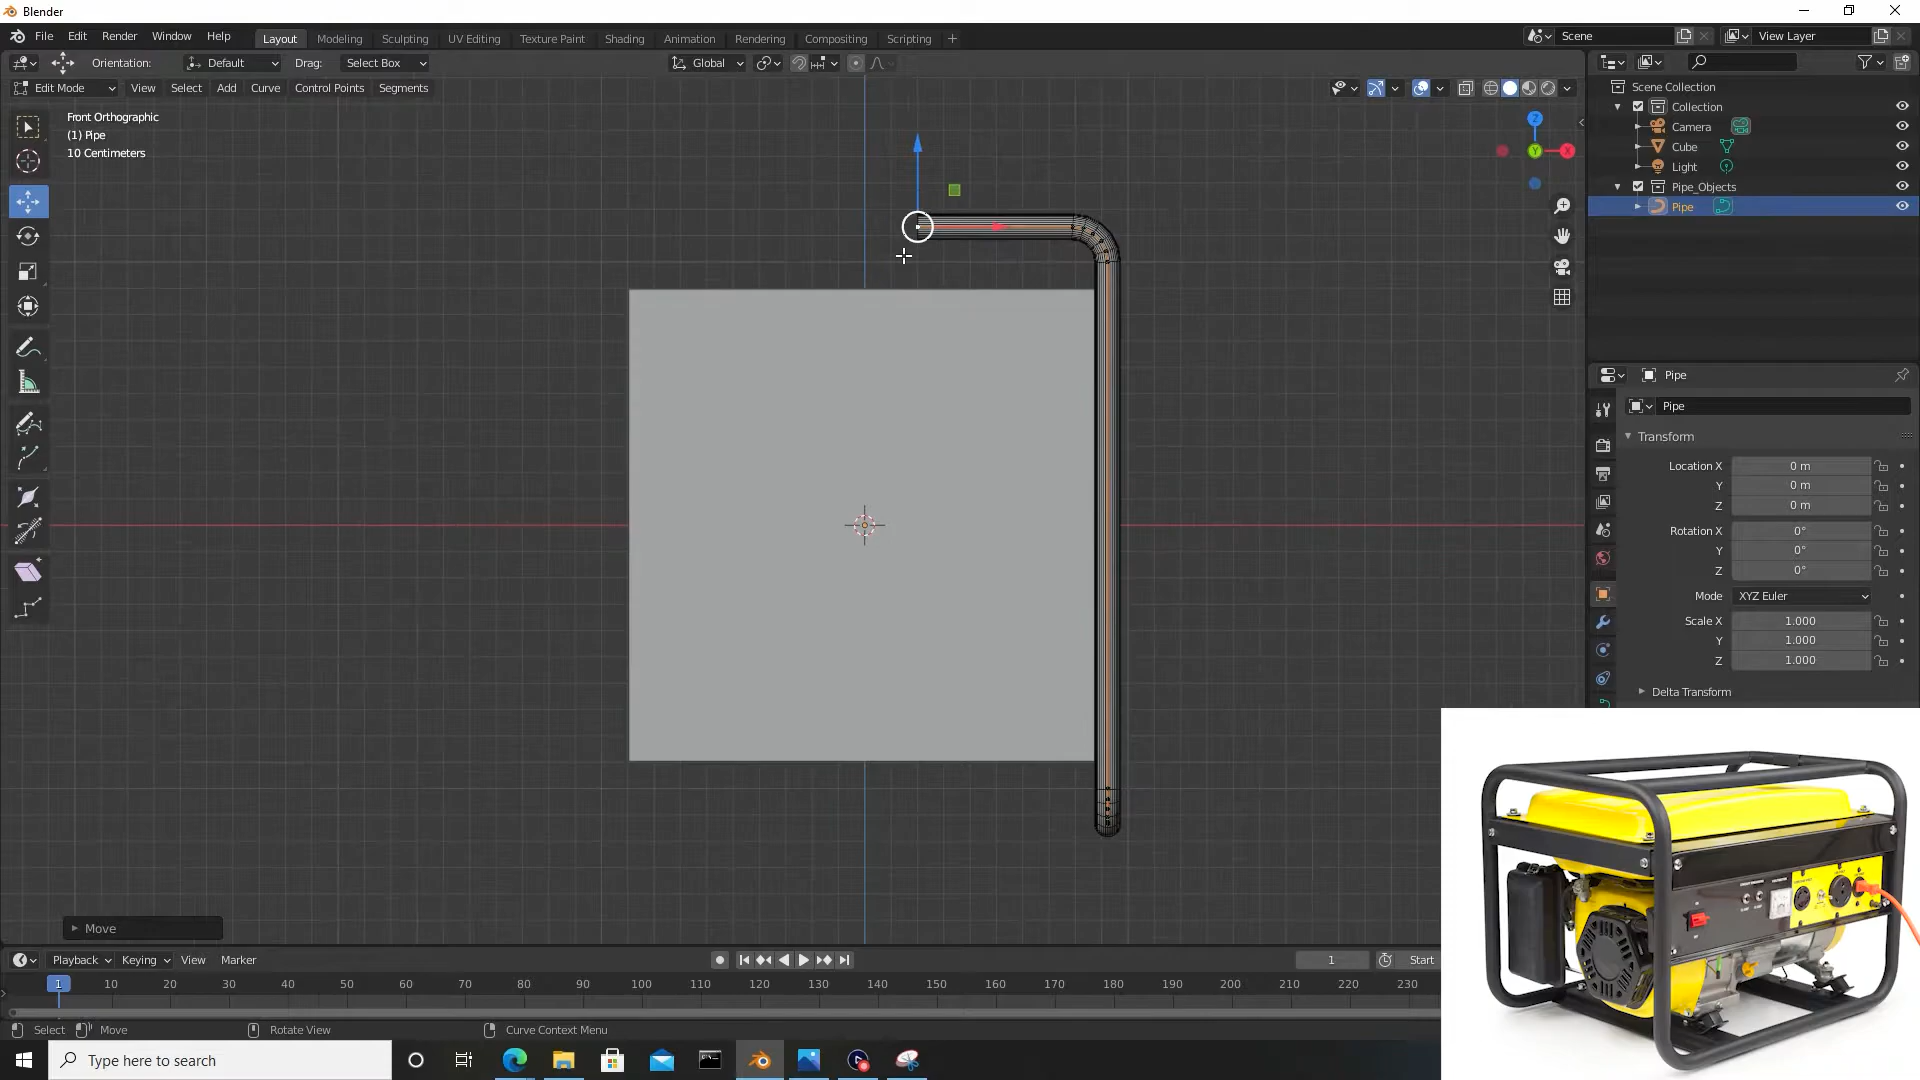 Blender
File Edit Render Window Help
Layout Modeling Sculpting UV Editing Texture Paint Shading Animation Rendering Compositing Scripting +
Scene
View Layer
Orientation: Default Drag: Select Box
Global
Edit Mode View Select Add Curve Control Points Segments
Front Orthographic
(1) Pipe
10 Centimeters
Z
Y
X
Scene Collection
Collection
Camera
Cube
Light
Pipe_Objects
Pipe
Pipe
Pipe
Transform
Location X 0 m
Y 0 m
Z 0 m
Rotation X 0°
Y 0°
Z 0°
Mode XYZ Euler
Scale X 1.000
Y 1.000
Z 1.000
Delta Transform
Move
Playback Keying View Marker
1 Start
1 10 20 30 40 50 60 70 80 90 100 110 120 130 140 150 160 170 180 190 200 210 220 230
Select Move Rotate View Curve Context Menu
Type here to search